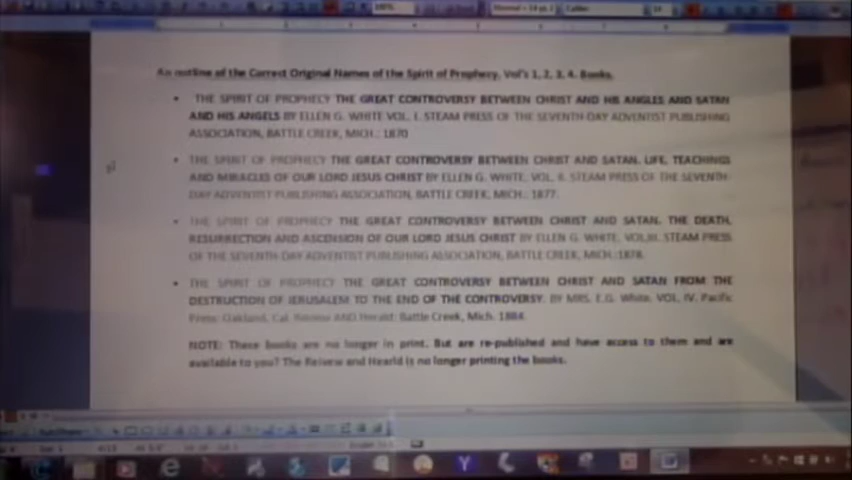 An outline of the Correct Original Names of the Spirit of Prophecy, Vol's 1, 2, 3, 4. Books.
• THE SPIRIT OF PROPHECY THE GREAT CONTROVERSY BETWEEN CHRIST AND HIS ANGLES AND SATAN
AND HIS ANGELS BY ELLEN G. WHITE VOL. I. STEAM PRESS OF THE SEVENTH-DAY ADVENTIST PUBLISHING
ASSOCIATION, BATTLE CREEK, MICH.: 1870
• THE SPIRIT OF PROPHECY THE GREAT CONTROVERSY BETWEEN CHRIST AND SATAN. LIFE, TEACHINGS
AND MIRACLES OF OUR LORD JESUS CHRIST BY ELLEN G. WHITE. VOL. II. STEAM PRESS OF THE SEVENTH-
DAY ADVENTIST PUBLISHING ASSOCIATION, BATTLE CREEK, MICH.: 1877.
• THE SPIRIT OF PROPHECY THE GREAT CONTROVERSY BETWEEN CHRIST AND SATAN. THE DEATH,
RESURRECTION AND ASCENSION OF OUR LORD JESUS CHRIST BY ELLEN G. WHITE. VOL.III. STEAM PRESS
OF THE SEVENTH-DAY ADVENTIST PUBLISHING ASSOCIATION, BATTLE CREEK, MICH.:1878.
• THE SPIRIT OF PROPHECY THE GREAT CONTROVERSY BETWEEN CHRIST AND SATAN FROM THE
DESTRUCTION OF JERUSALEM TO THE END OF THE CONTROVERSY. BY MRS. E.G. White. VOL. IV. Pacific
Press: Oakland, Cal. Review AND Herald: Battle Creek, Mich. 1884.
NOTE: These books are no longer in print. But are re-published and have access to them and are
available to you? The Reivew and Hearld is no longer printing the books.